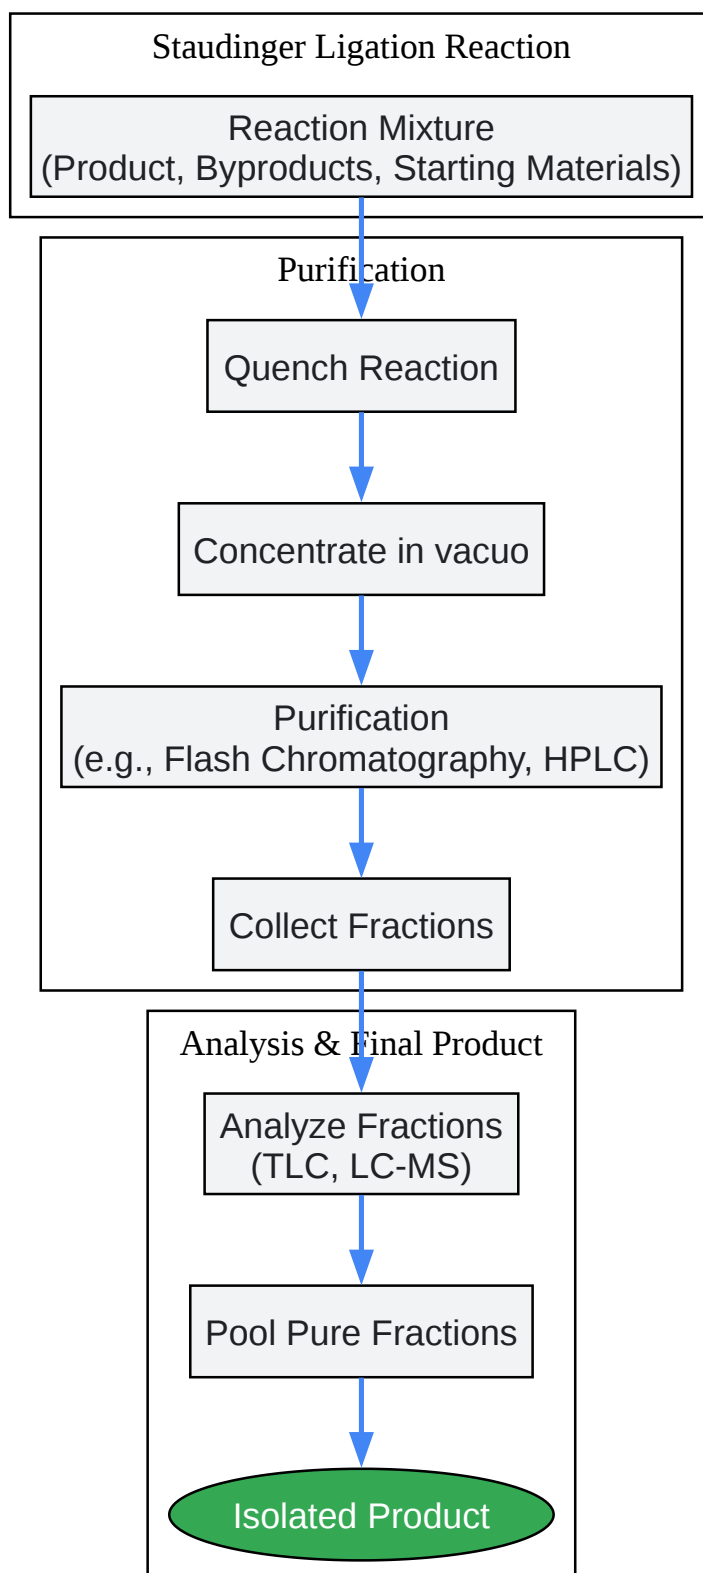 Staudinger Ligation Reaction
Reaction Mixture
(Product, Byproducts, Starting Materials)
Purification
Quench Reaction
Concentrate in vacuo
Purification
(e.g., Flash Chromatography, HPLC)
Collect Fractions
Analysis & Final Product
Analyze Fractions
(TLC, LC-MS)
Pool Pure Fractions
Isolated Product